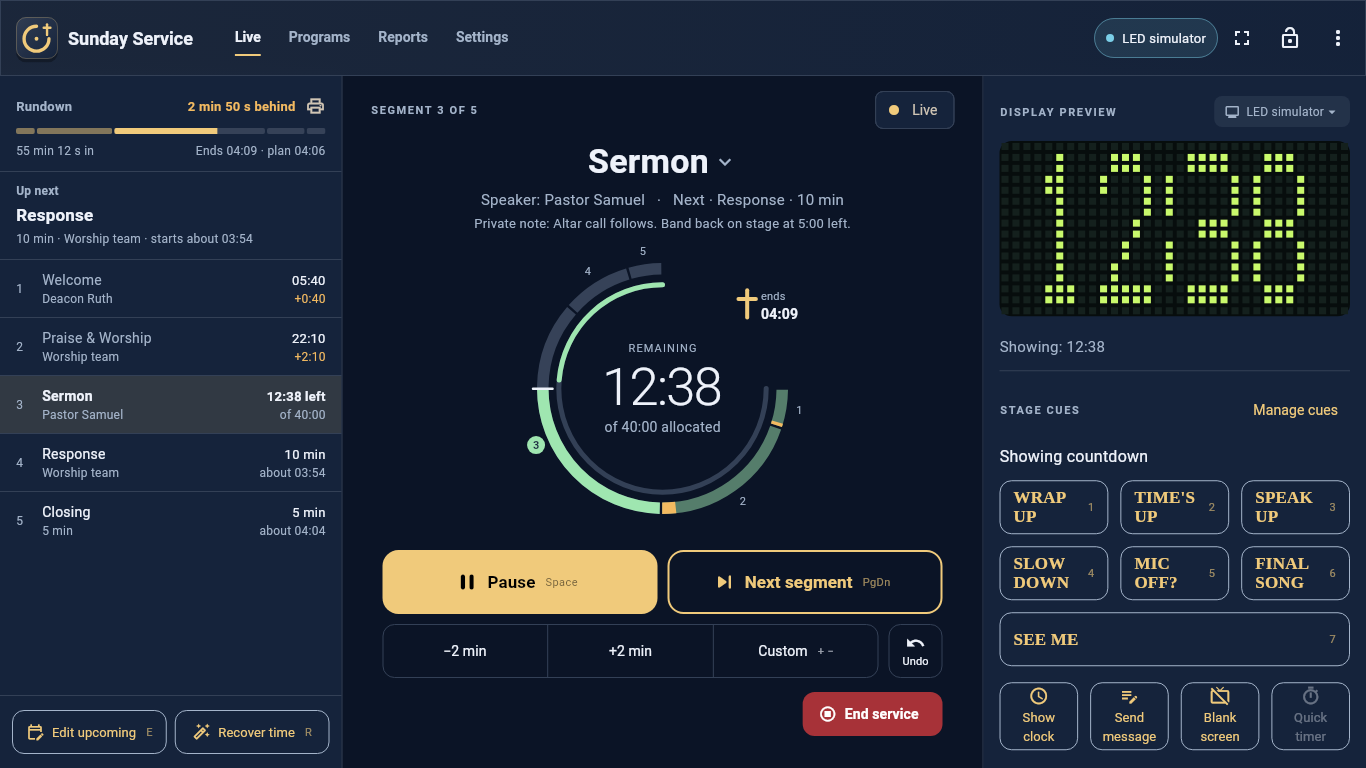 Sunday Service
Live
Programs
Reports
Settings
LED simulator
Rundown
2 min 50 s behind
55 min 12 s in
Ends 04:09 · plan 04:06
Up next
Response
10 min · Worship team · starts about 03:54
1
Welcome
05:40
Deacon Ruth
+0:40
2
Praise & Worship
22:10
Worship team
+2:10
3
Sermon
12:38 left
Pastor Samuel
of 40:00
4
Response
10 min
Worship team
about 03:54
5
Closing
5 min
5 min
about 04:04
Edit upcoming E
Recover time R
SEGMENT 3 OF 5
Live
Sermon
Speaker: Pastor Samuel · Next · Response · 10 min
Private note: Altar call follows. Band back on stage at 5:00 left.
5
4
ends
04:09
REMAINING
12:38
of 40:00 allocated
1
3
2
Pause Space
Next segment PgDn
−2 min
+2 min
Custom + −
Undo
End service
DISPLAY PREVIEW
LED simulator
12:38
Showing: 12:38
STAGE CUES
Manage cues
Showing countdown
WRAP
UP
1
TIME'S
UP
2
SPEAK
UP
3
SLOW
DOWN
4
MIC
OFF?
5
FINAL
SONG
6
SEE ME
7
Show
clock
Send
message
Blank
screen
Quick
timer